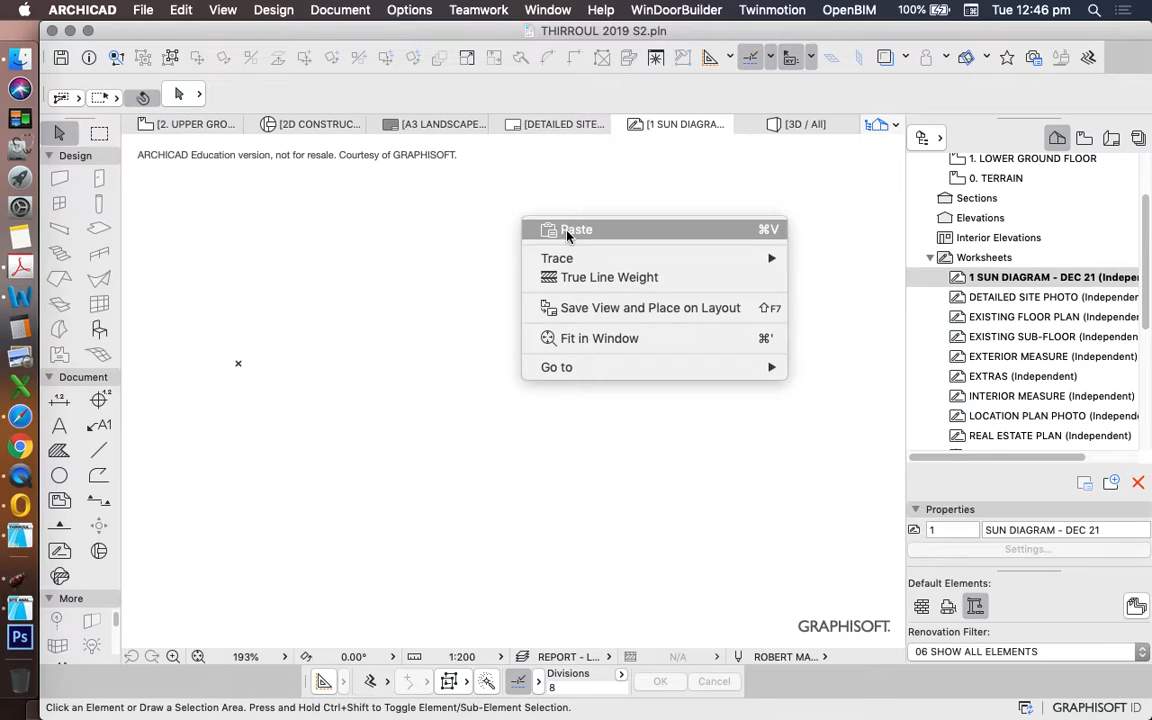 ARCHICAD File Edit View Design Document Options Teamwork Window Help WinDoorBuilder Twinmotion OpenBIM 100% Tue 12:46 pm
THIRROUL 2019 S2.pln
[2. UPPER GRO... [2D CONSTRUC... [A3 LANDSCAPE... [DETAILED SITE... [1 SUN DIAGRA... [3D / All]
Design
ARCHICAD Education version, not for resale. Courtesy of GRAPHISOFT.
Paste ⌘V
Trace
True Line Weight
Save View and Place on Layout ⇧F7
Fit in Window ⌘'
Go to
Document
A
A1
More
1. LOWER GROUND FLOOR
0. TERRAIN
Sections
Elevations
Interior Elevations
Worksheets
1 SUN DIAGRAM - DEC 21 (Indepe
DETAILED SITE PHOTO (Independer
EXISTING FLOOR PLAN (Independen
EXISTING SUB-FLOOR (Independen
EXTERIOR MEASURE (Independent)
EXTRAS (Independent)
INTERIOR MEASURE (Independent)
LOCATION PLAN PHOTO (Independe
REAL ESTATE PLAN (Independent)
Properties
1 SUN DIAGRAM - DEC 21
Settings...
Default Elements:
Renovation Filter:
06 SHOW ALL ELEMENTS
GRAPHISOFT.
193% 0.00° 1:200 REPORT - L... N/A ROBERT MA...
Divisions
8
OK Cancel
Click an Element or Draw a Selection Area. Press and Hold Ctrl+Shift to Toggle Element/Sub-Element Selection.
GRAPHISOFT ID
Ps